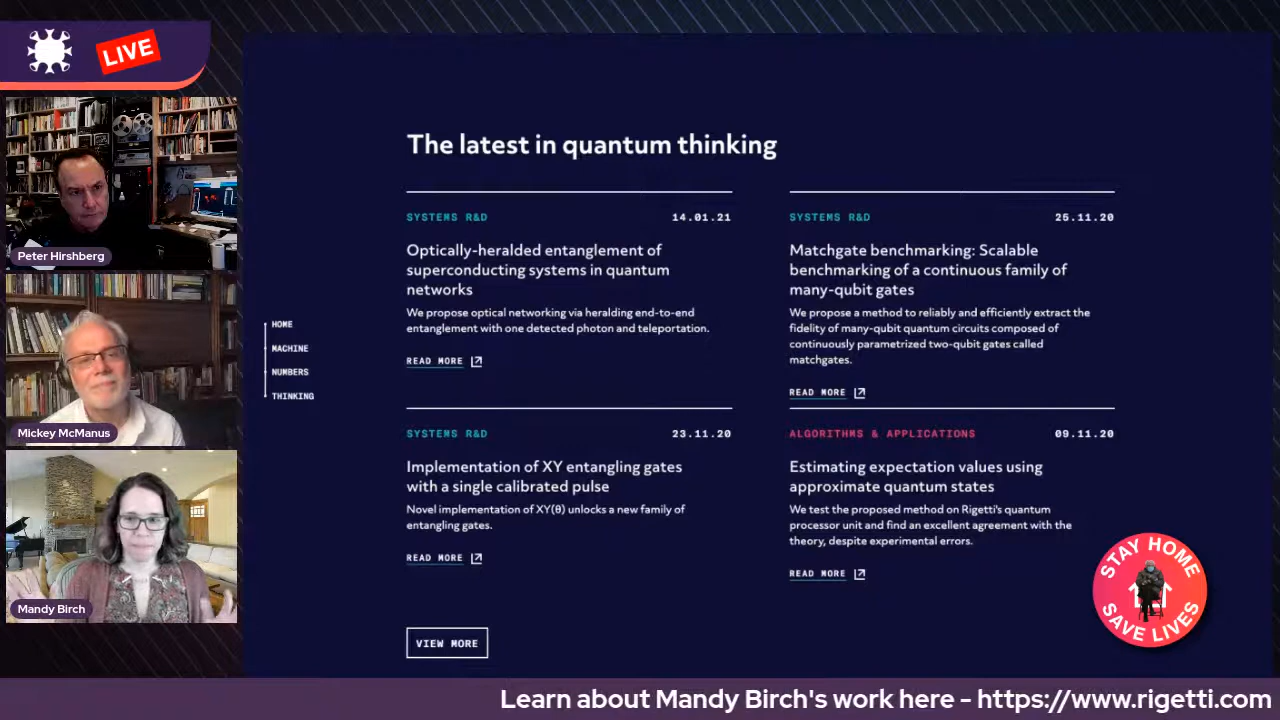 LIVE
Peter Hirshberg
Mickey McManus
Mandy Birch
The latest in quantum thinking
HOME
MACHINE
NUMBERS
THINKING
SYSTEMS R&D 14.01.21
Optically-heralded entanglement of
superconducting systems in quantum
networks
We propose optical networking via heralding end-to-end
entanglement with one detected photon and teleportation.
READ MORE
SYSTEMS R&D 25.11.20
Matchgate benchmarking: Scalable
benchmarking of a continuous family of
many-qubit gates
We propose a method to reliably and efficiently extract the
fidelity of many-qubit quantum circuits composed of
continuously parametrized two-qubit gates called
matchgates.
READ MORE
SYSTEMS R&D 23.11.20
Implementation of XY entangling gates
with a single calibrated pulse
Novel implementation of XY(θ) unlocks a new family of
entangling gates.
READ MORE
ALGORITHMS & APPLICATIONS 09.11.20
Estimating expectation values using
approximate quantum states
We test the proposed method on Rigetti's quantum
processor unit and find an excellent agreement with the
theory, despite experimental errors.
READ MORE
VIEW MORE
STAY HOME
SAVE LIVES
Learn about Mandy Birch's work here - https://www.rigetti.com